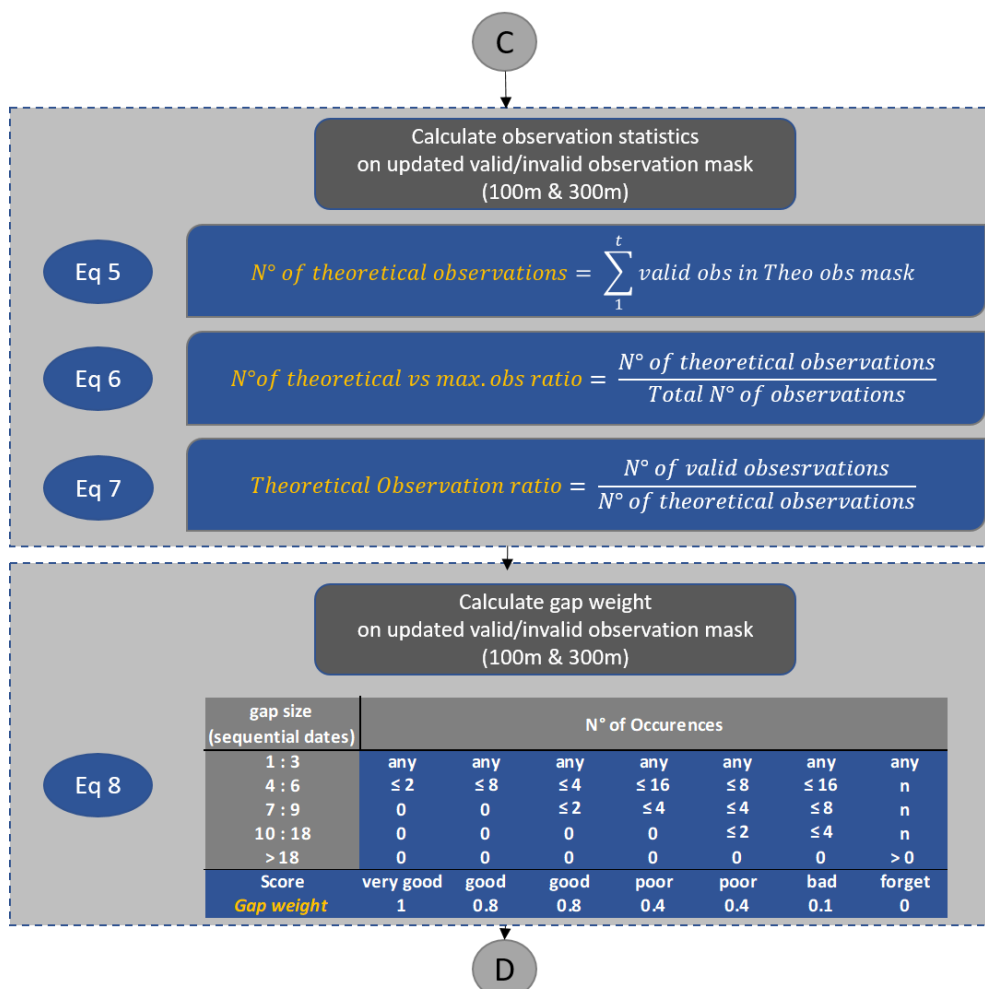 C
Calculate observation statistics
on updated valid/invalid observation mask
(100m & 300m)
Eq 5
N° of theoretical observations = ∑ₜ₌₁ᵗ valid obs in Theo obs mask
Eq 6
N°of theoretical vs max.obs ratio = N° of theoretical observations / Total N° of observations
Eq 7
Theoretical Observation ratio = N° of valid obsesrvations / N° of theoretical observations
Calculate gap weight
on updated valid/invalid observation mask
(100m & 300m)
Eq 8
gap size
(sequential dates)
N° of Occurences
1 : 3 any any any any any any any
4 : 6 ≤ 2 ≤ 8 ≤ 4 ≤ 16 ≤ 8 ≤ 16 n
7 : 9 0 0 ≤ 2 ≤ 4 ≤ 4 ≤ 8 n
10 : 18 0 0 0 0 ≤ 2 ≤ 4 n
> 18 0 0 0 0 0 0 > 0
Score very good good good poor poor bad forget
Gap weight 1 0.8 0.8 0.4 0.4 0.1 0
D